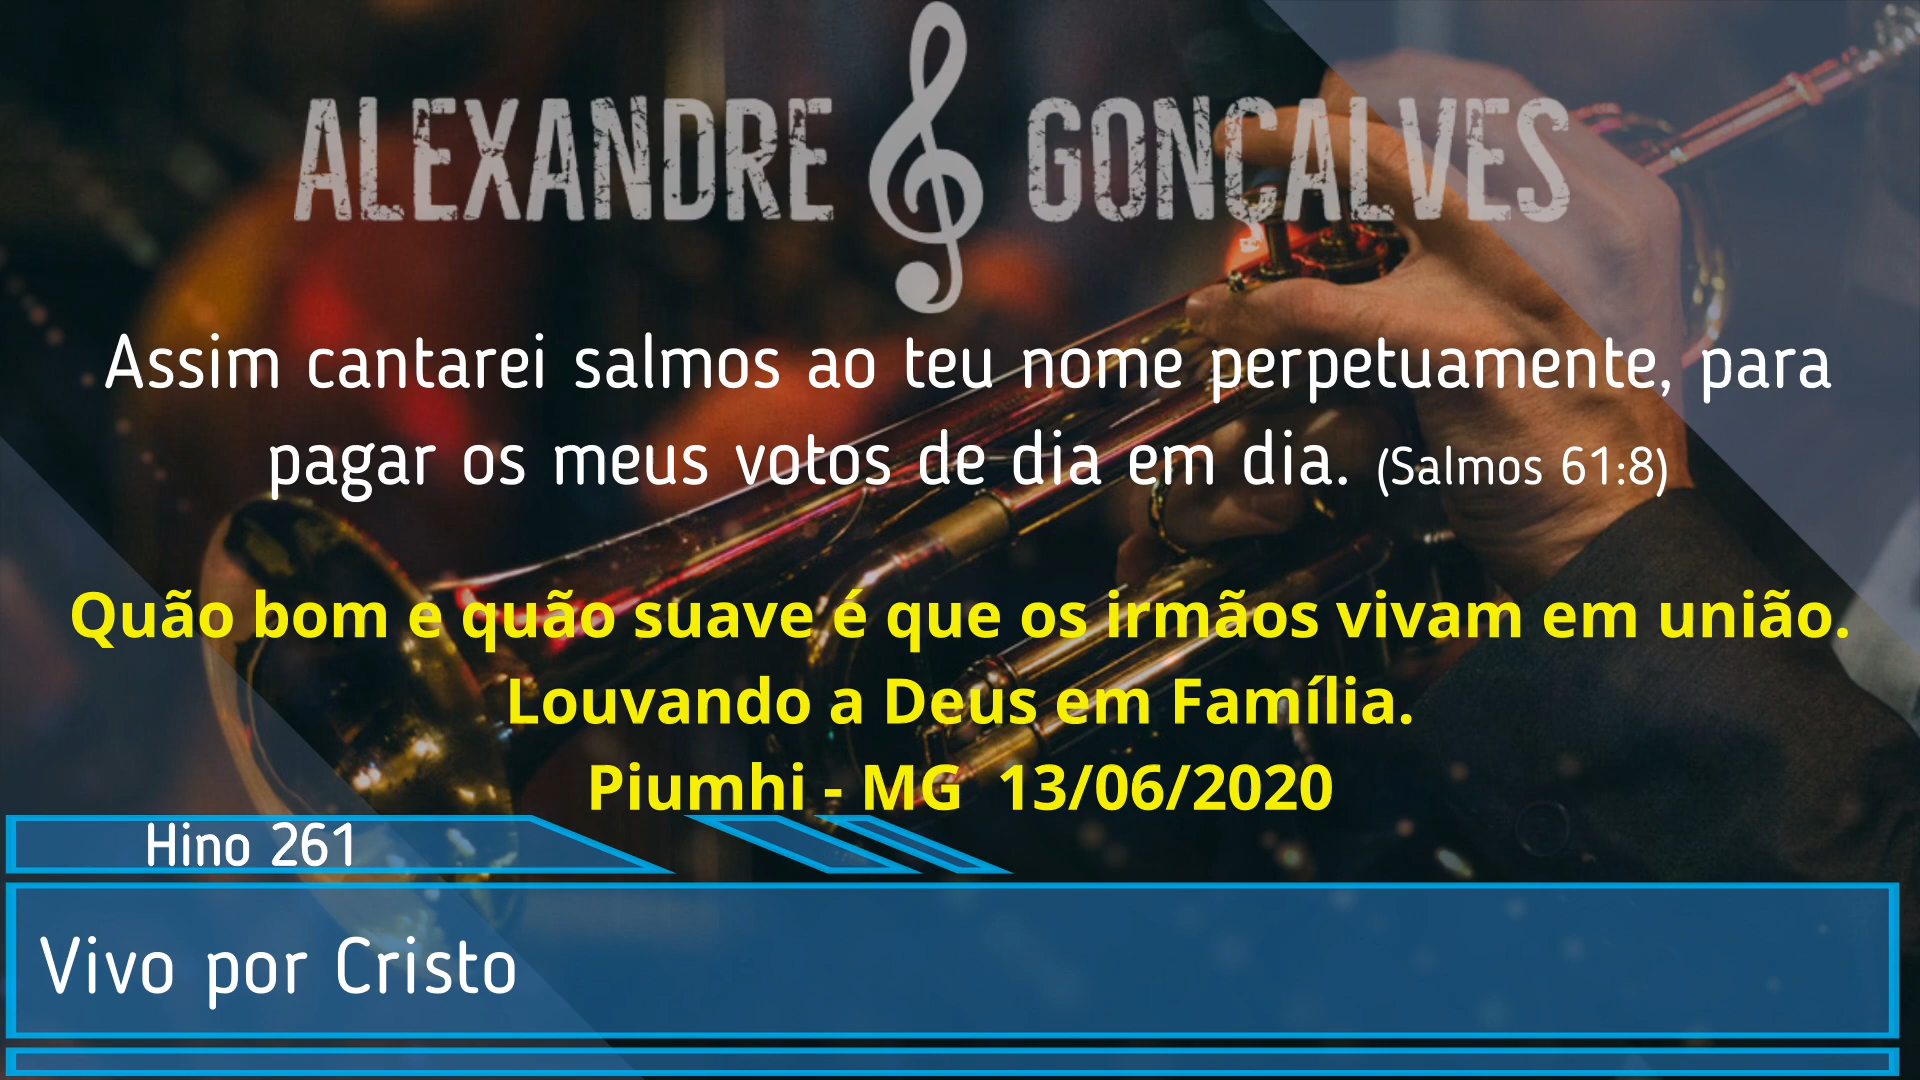 ALEXANDRE GONÇALVES
Assim cantarei salmos ao teu nome perpetuamente, para
pagar os meus votos de dia em dia. (Salmos 61:8)
Quão bom e quão suave é que os irmãos vivam em união.
Louvando a Deus em Família.
Piumhi - MG 13/06/2020
Hino 261
Vivo por Cristo